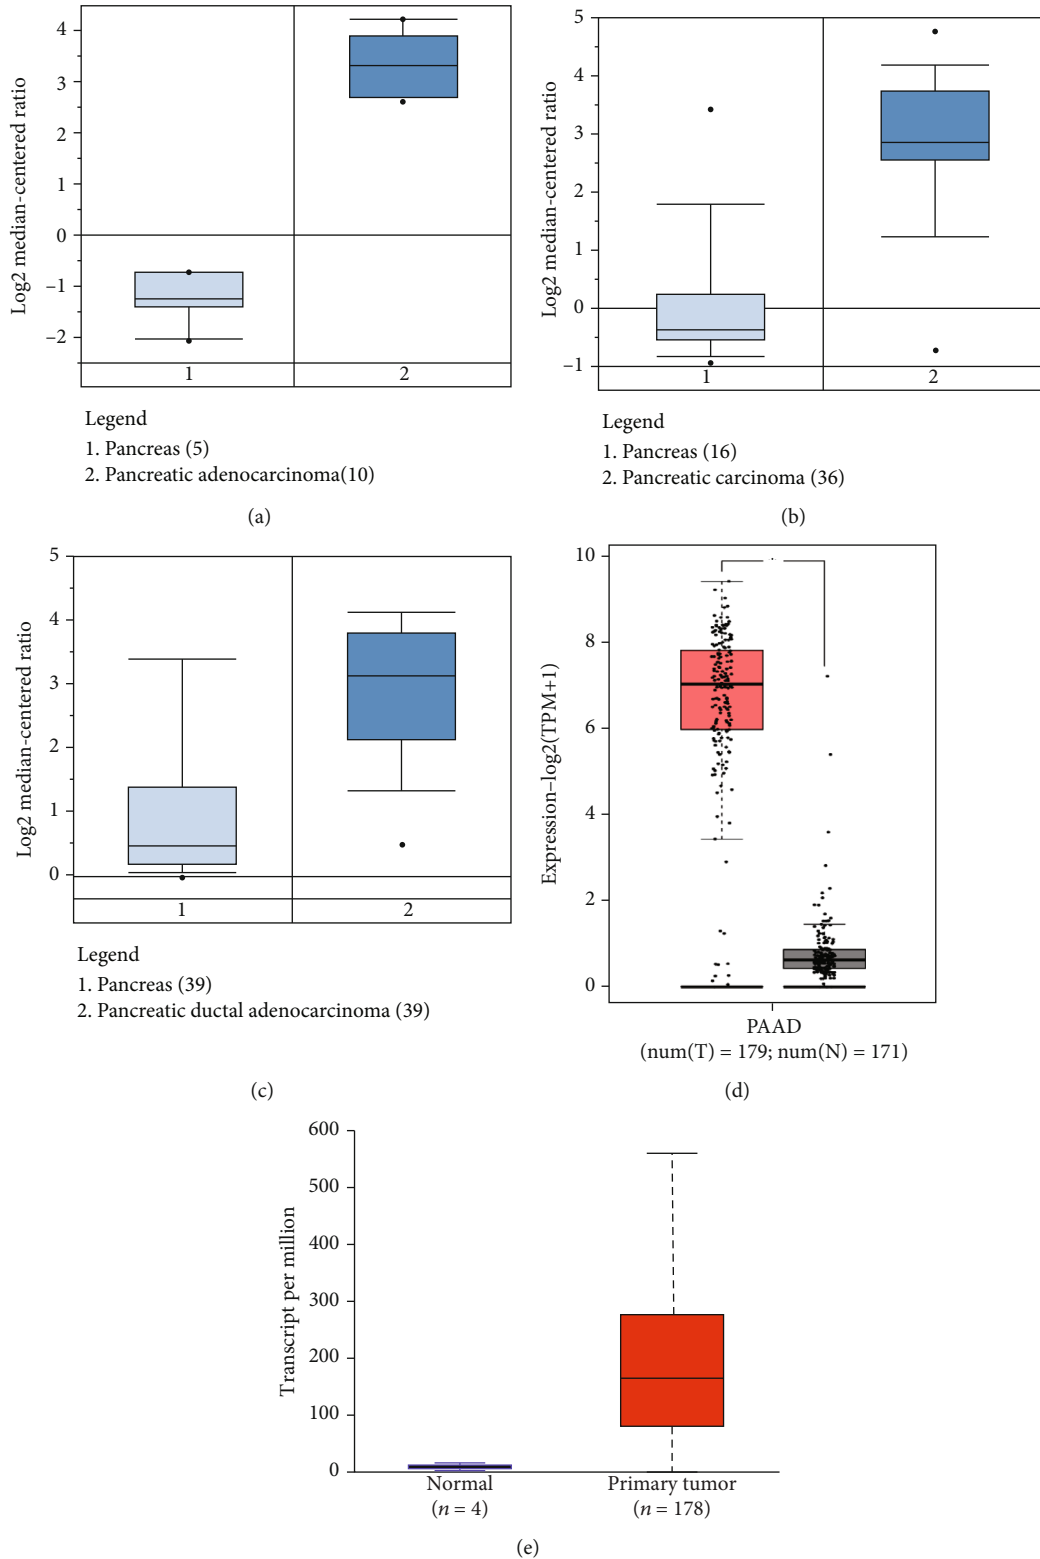 4
3
2
1
0
–1
–2
Log2 median-centered ratio
1
2
Legend
1. Pancreas (5)
2. Pancreatic adenocarcinoma(10)
(a)
5
4
3
2
1
0
–1
Log2 median-centered ratio
1
2
Legend
1. Pancreas (16)
2. Pancreatic carcinoma (36)
(b)
5
4
3
2
1
0
Log2 median-centered ratio
1
2
Legend
1. Pancreas (39)
2. Pancreatic ductal adenocarcinoma (39)
(c)
10
8
6
4
2
0
Expression–log2(TPM+1)
PAAD
(num(T) = 179; num(N) = 171)
(d)
600
500
400
300
200
100
0
Transcript per million
Normal
(n = 4)
Primary tumor
(n = 178)
(e)